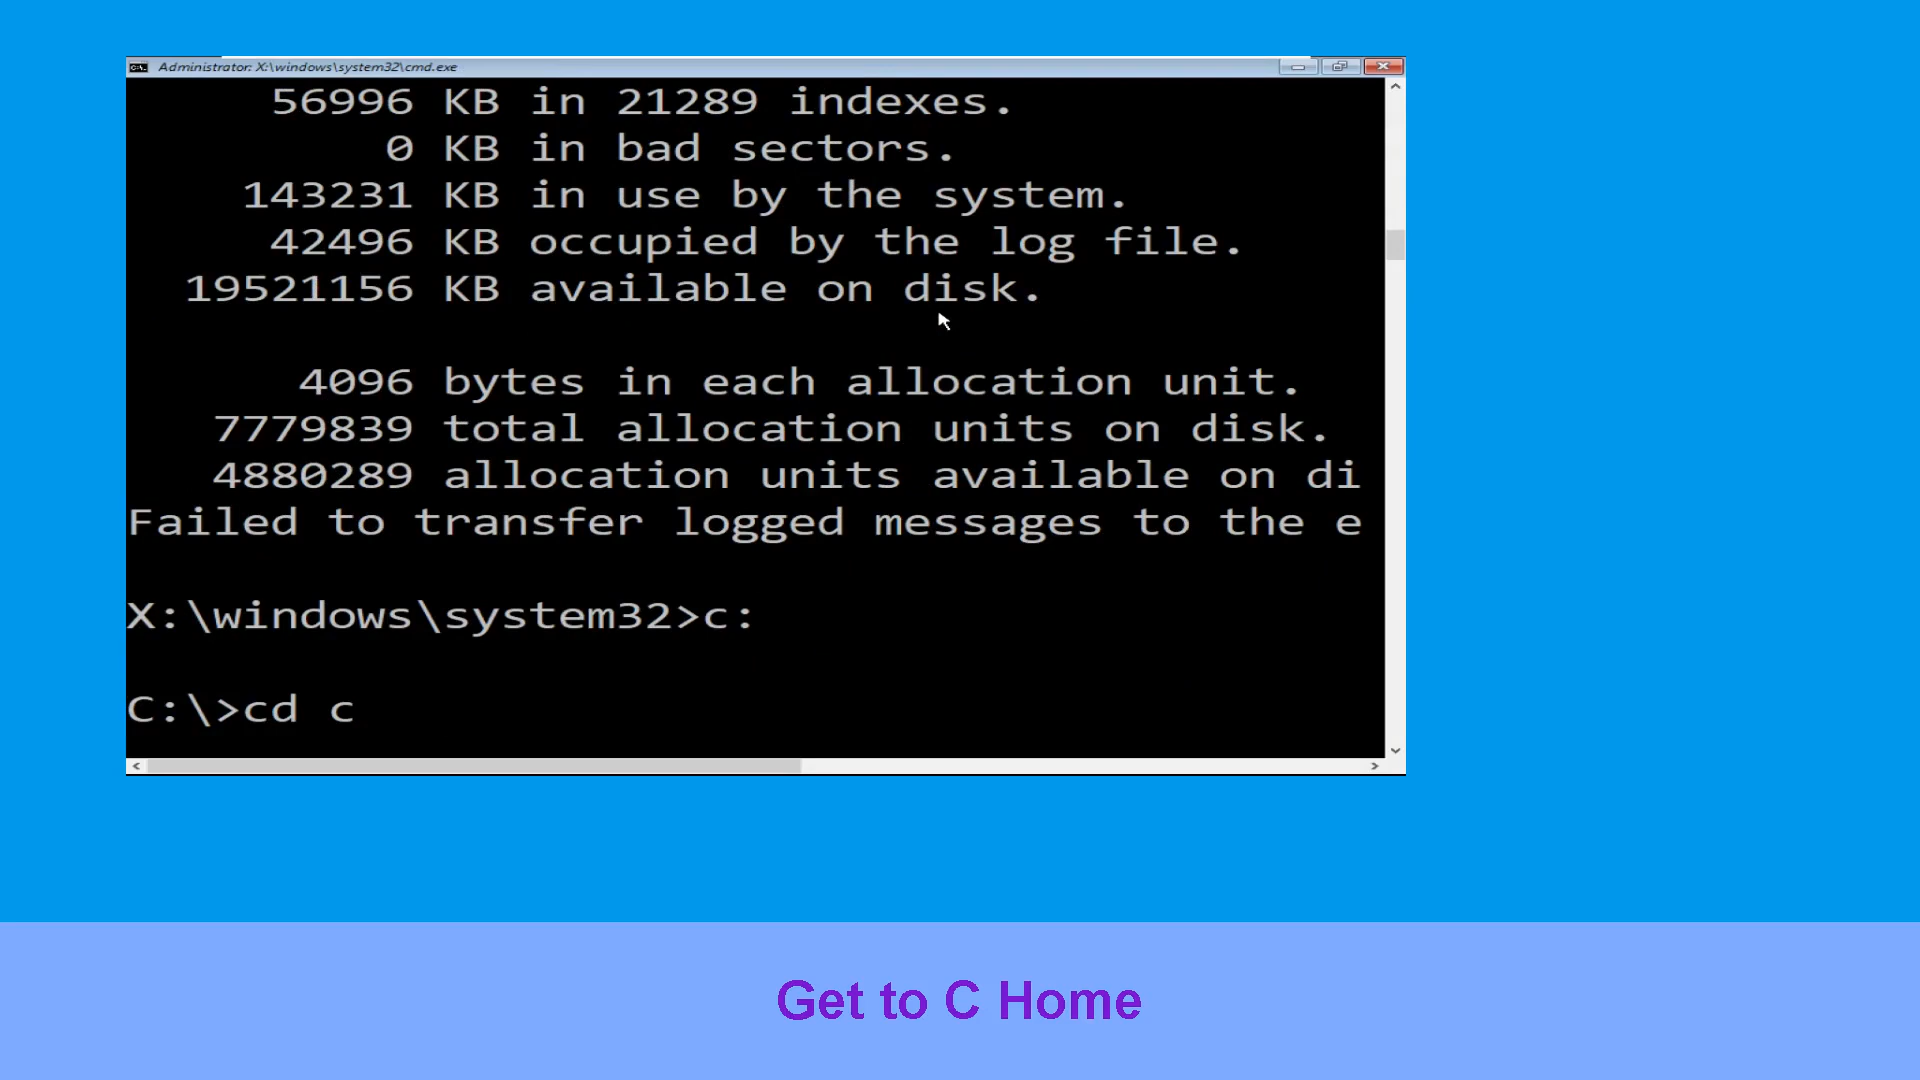 Administrator: X:\windows\system32\cmd.exe
56996 KB in 21289 indexes.
0 KB in bad sectors.
143231 KB in use by the system.
42496 KB occupied by the log file.
19521156 KB available on disk.
4096 bytes in each allocation unit.
7779839 total allocation units on disk.
4880289 allocation units available on di
Failed to transfer logged messages to the e
X:\windows\system32>c:
C:\>cd c
Get to C Home